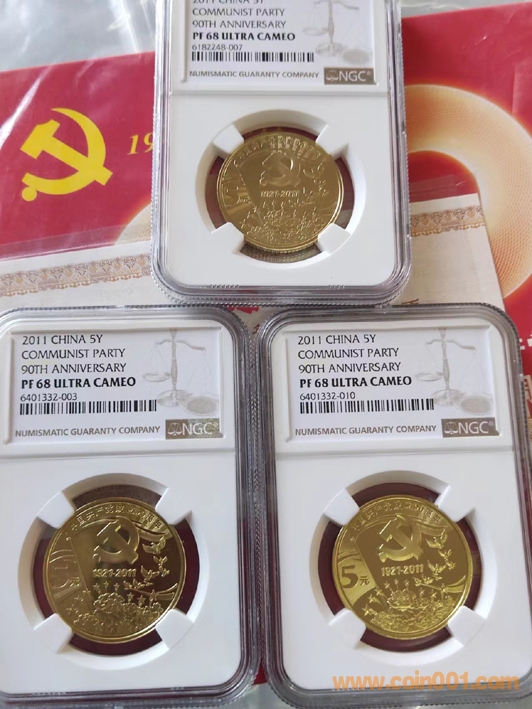 2011 CHINA 5Y
COMMUNIST PARTY
90TH ANNIVERSARY
PF 68 ULTRA CAMEO
6182248-007
NUMISMATIC GUARANTY COMPANY
NGC
19
1921-2011
2011 CHINA 5Y
COMMUNIST PARTY
90TH ANNIVERSARY
PF 68 ULTRA CAMEO
6401332-003
NUMISMATIC GUARANTY COMPANY
NGC
1921-2011
2011 CHINA 5Y
COMMUNIST PARTY
90TH ANNIVERSARY
PF 68 ULTRA CAMEO
6401332-010
NUMISMATIC GUARANTY COMPANY
NGC
1921-2011
5元
www.coin001.com